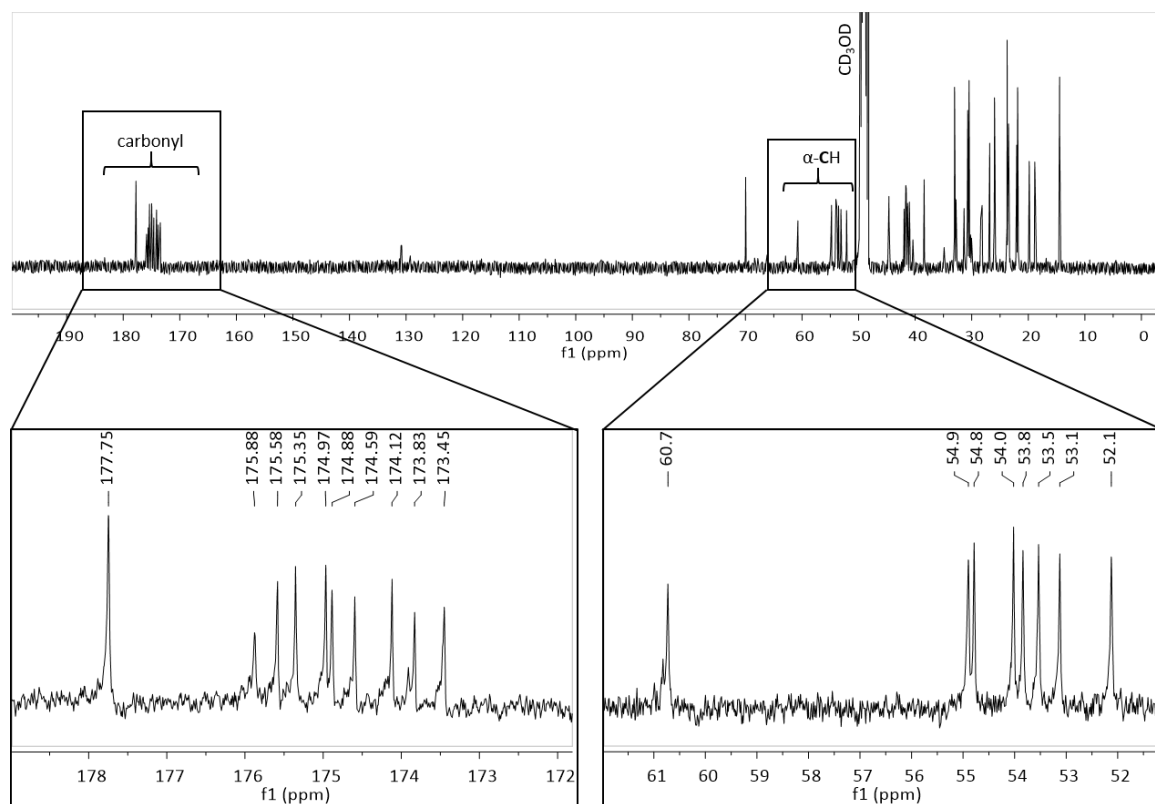 carbonyl
α-CH
CD3OD
190 180 170 160 150 140 130 120 110 100 90 80 70 60 50 40 30 20 10 0
f1 (ppm)
177.75
175.88
175.58
175.35
174.97
174.88
174.59
174.12
173.83
173.45
178 177 176 175 174 173 172
f1 (ppm)
60.7
54.9
54.8
54.0
53.8
53.5
53.1
52.1
61 60 59 58 57 56 55 54 53 52
f1 (ppm)